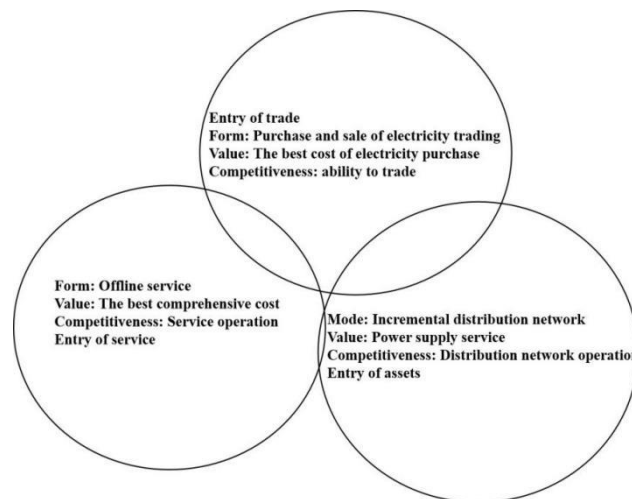 Entry of trade
Form: Purchase and sale of electricity trading
Value: The best cost of electricity purchase
Competitiveness: ability to trade
Form: Offline service
Value: The best comprehensive cost
Competitiveness: Service operation
Entry of service
Mode: Incremental distribution network
Value: Power supply service
Competitiveness: Distribution network operation
Entry of assets